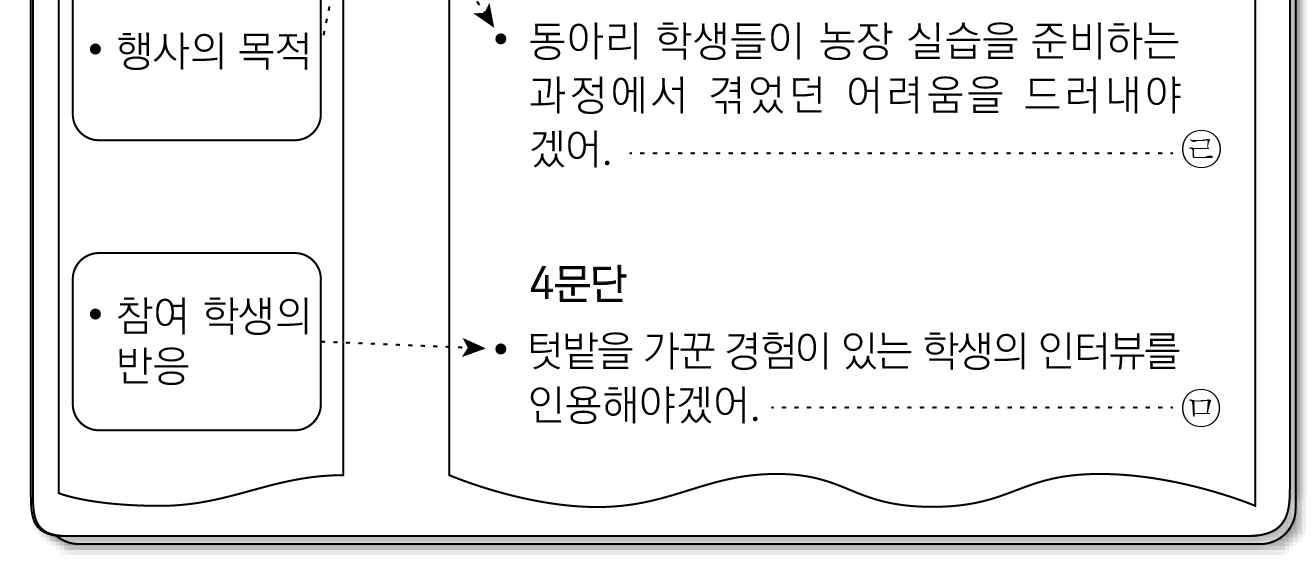 • 행사의 목적
• 동아리 학생들이 농장 실습을 준비하는
과정에서 겪었던 어려움을 드러내야
겠어. ㉣
4문단
• 참여 학생의
반응
• 텃밭을 가꾼 경험이 있는 학생의 인터뷰를
인용해야겠어. ㉤